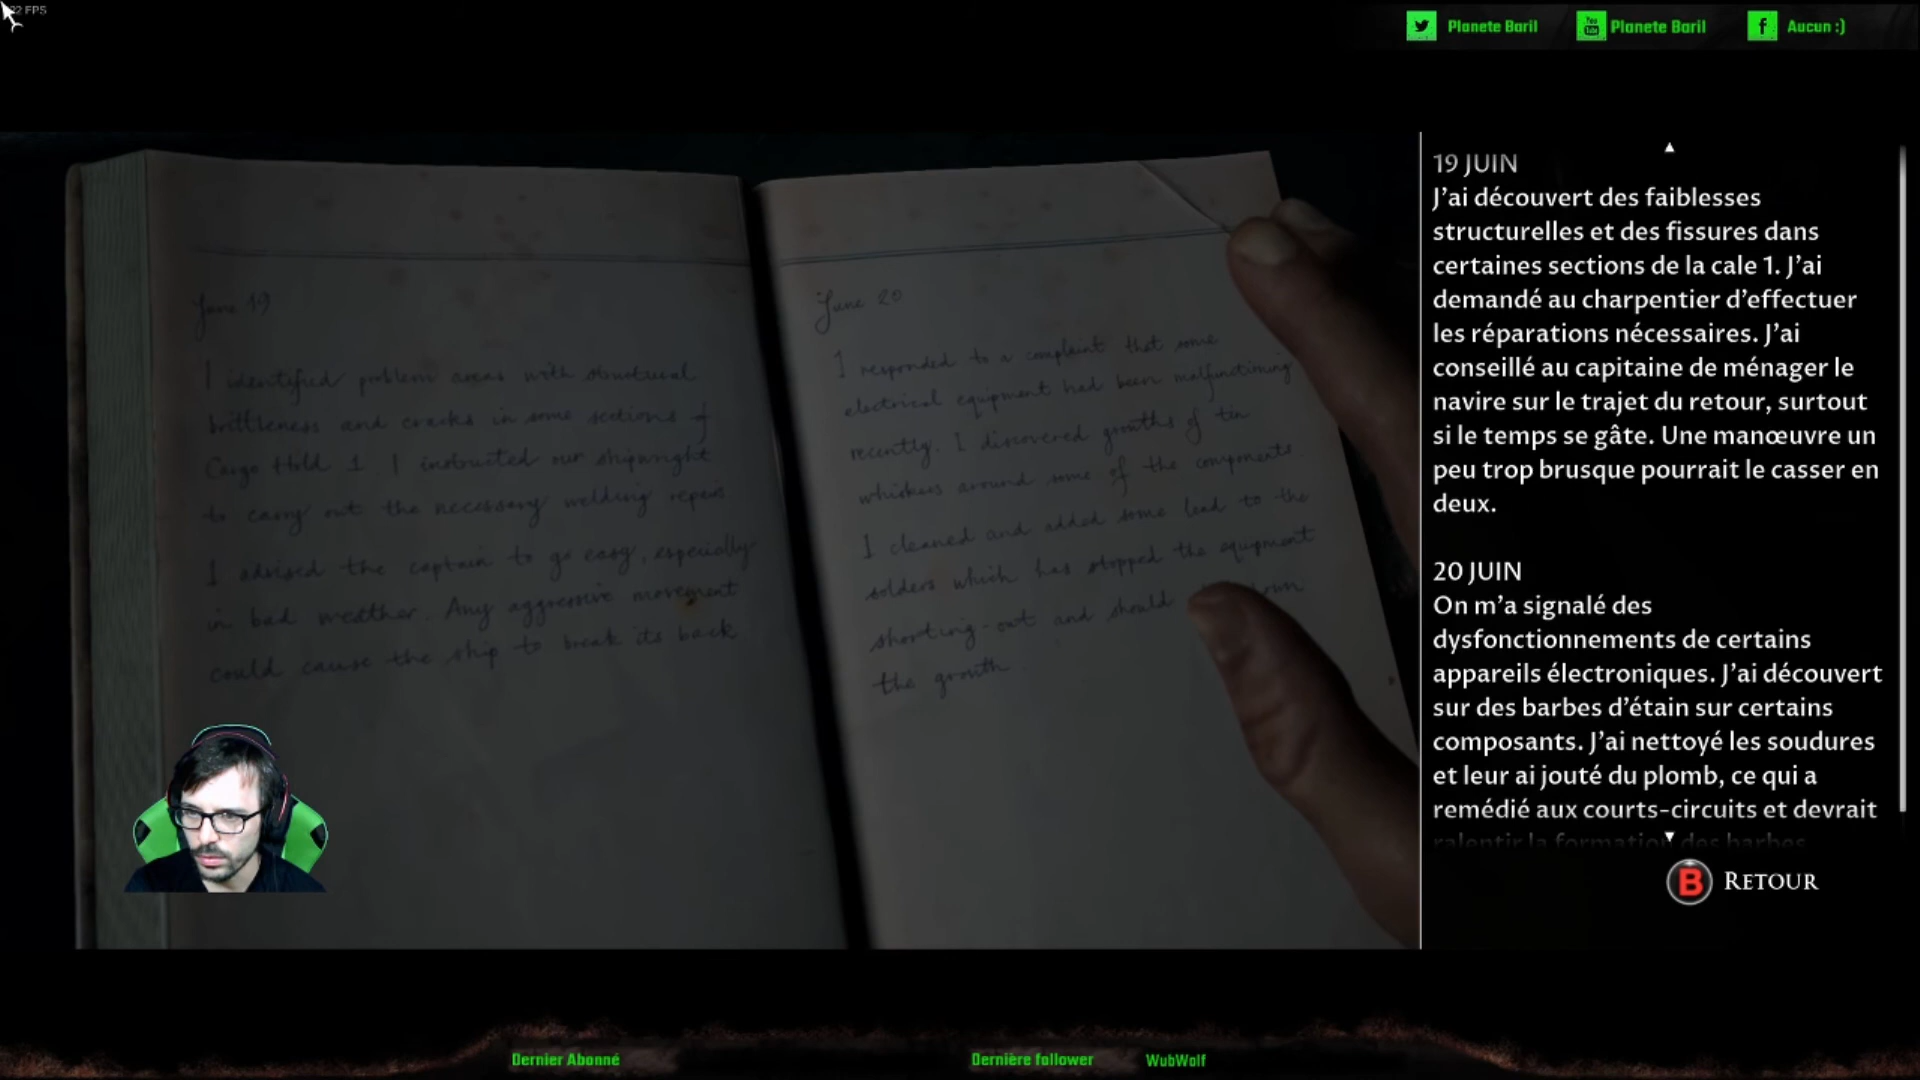 22 FPS
Planete Baril
Planete Baril
Aucun :)
June 19
I identified problem areas with structural
brittleness and cracks in some sections of
Cargo Hold 1. I instructed our shipwright
to carry out the necessary welding repairs
I advised the captain to go easy, especially
in bad weather. Any aggressive movement
could cause the ship to break its back
June 20
I responded to a complaint that some
electrical equipment had been malfunctioning
recently. I discovered growths of tin
whiskers around some of the components.
I cleaned and added some lead to the
solders which has stopped the equipment
shorting-out and should
the growth.
19 JUIN
J'ai découvert des faiblesses
structurelles et des fissures dans
certaines sections de la cale 1. J'ai
demandé au charpentier d'effectuer
les réparations nécessaires. J'ai
conseillé au capitaine de ménager le
navire sur le trajet du retour, surtout
si le temps se gâte. Une manœuvre un
peu trop brusque pourrait le casser en
deux.
20 JUIN
On m'a signalé des
dysfonctionnements de certains
appareils électroniques. J'ai découvert
sur des barbes d'étain sur certains
composants. J'ai nettoyé les soudures
et leur ai jouté du plomb, ce qui a
remédié aux courts-circuits et devrait
ralentir la formation des barbes
B RETOUR
Dernier Abonné
Dernière follower
WubWolf